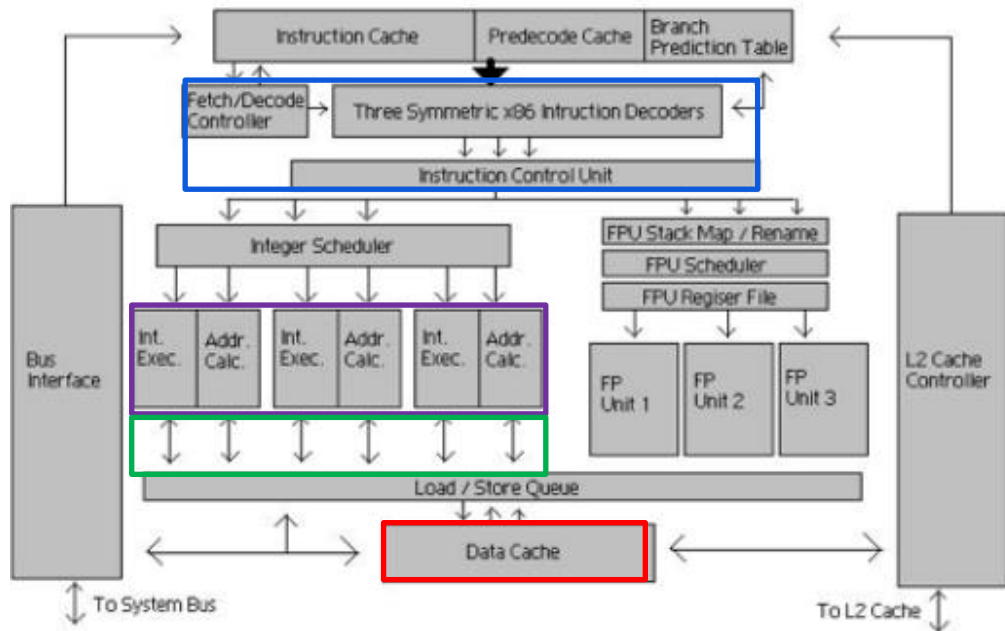 Instruction Cache
Predecode Cache
Branch
Prediction Table
Fetch/Decode
Controller
Three Symmetric x86 Intruction Decoders
Instruction Control Unit
Integer Scheduler
FPU Stack Map / Rename
FPU Scheduler
FPU Regiser File
Bus
Interface
Int.
Exec.
Addr.
Calc.
Int.
Exec.
Addr.
Calc.
Int.
Exec.
Addr.
Calc.
FP
Unit 1
FP
Unit 2
FP
Unit 3
L2 Cache
Controller
Load / Store Queue
Data Cache
To System Bus
To L2 Cache